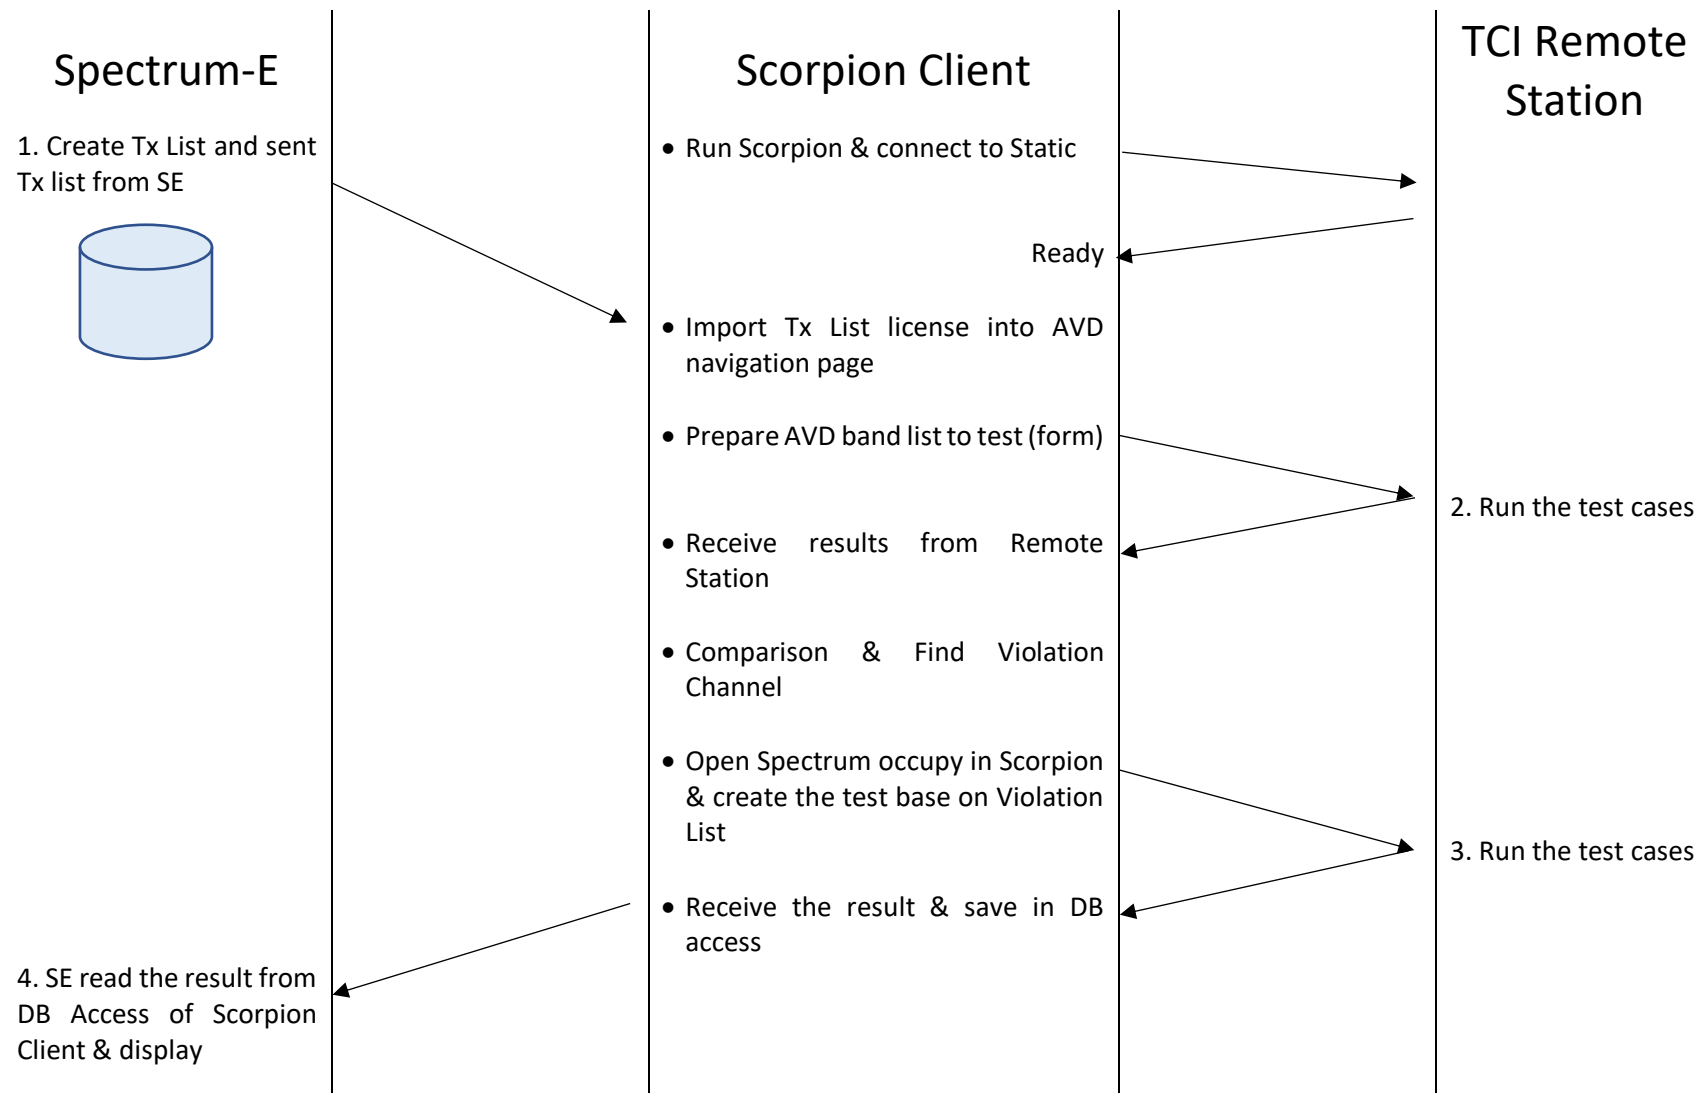 Spectrum-E
1. Create Tx List and sent
Tx list from SE
4. SE read the result from
DB Access of Scorpion
Client & display
Scorpion Client
• Run Scorpion & connect to Static
Ready
• Import Tx List license into AVD
navigation page
• Prepare AVD band list to test (form)
• Receive results from Remote
Station
• Comparison & Find Violation
Channel
• Open Spectrum occupy in Scorpion
& create the test base on Violation
List
• Receive the result & save in DB
access
TCI Remote
Station
2. Run the test cases
3. Run the test cases